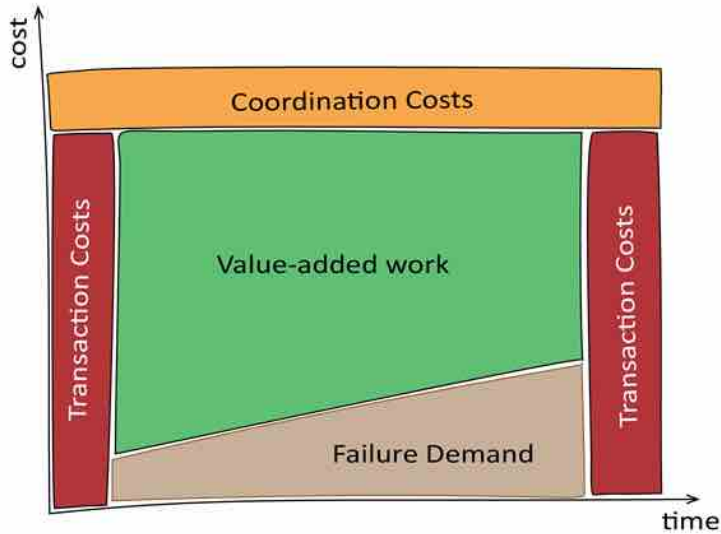 cost
Coordination Costs
Transaction Costs
Value-added work
Transaction Costs
Failure Demand
time